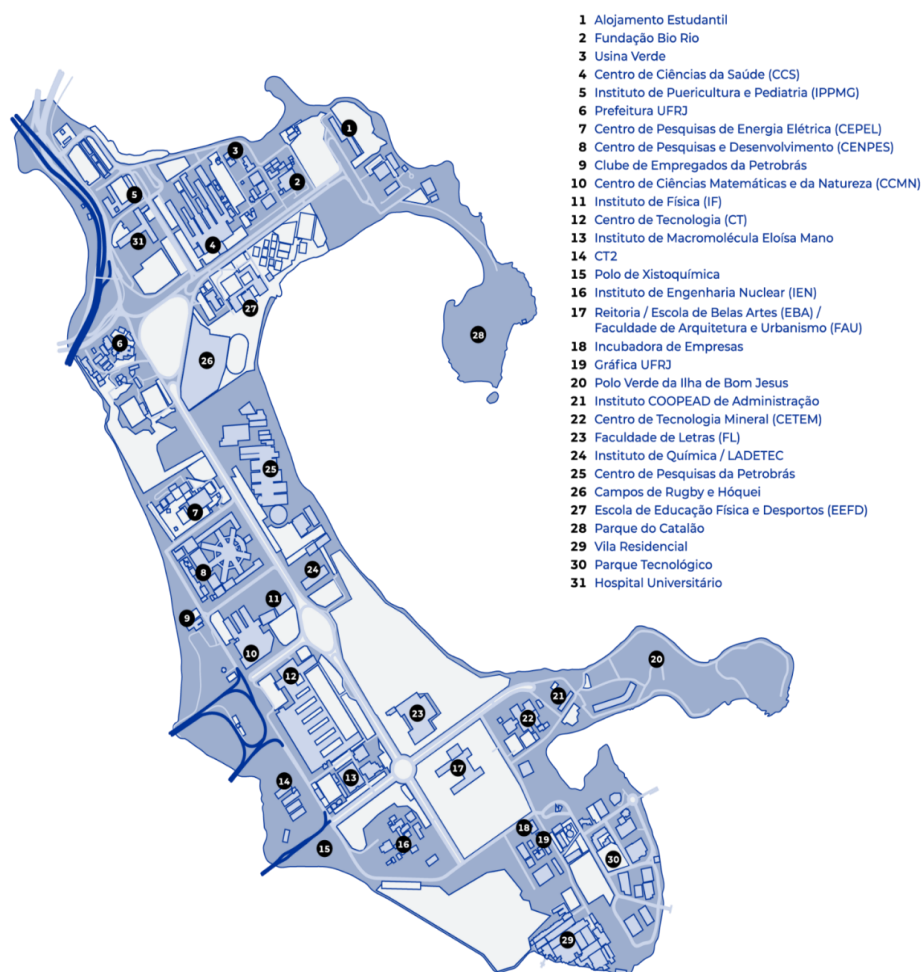 1 Alojamento Estudantil
2 Fundação Bio Rio
3 Usina Verde
4 Centro de Ciências da Saúde (CCS)
5 Instituto de Puericultura e Pediatria (IPPMG)
6 Prefeitura UFRJ
7 Centro de Pesquisas de Energia Elétrica (CEPEL)
8 Centro de Pesquisas e Desenvolvimento (CENPES)
9 Clube de Empregados da Petrobrás
10 Centro de Ciências Matemáticas e da Natureza (CCMN)
11 Instituto de Física (IF)
12 Centro de Tecnologia (CT)
13 Instituto de Macromolécula Eloísa Mano
14 CT2
15 Polo de Xistoquímica
16 Instituto de Engenharia Nuclear (IEN)
17 Reitoria / Escola de Belas Artes (EBA) /
Faculdade de Arquitetura e Urbanismo (FAU)
18 Incubadora de Empresas
19 Gráfica UFRJ
20 Polo Verde da Ilha de Bom Jesus
21 Instituto COOPEAD de Administração
22 Centro de Tecnologia Mineral (CETEM)
23 Faculdade de Letras (FL)
24 Instituto de Química / LADETEC
25 Centro de Pesquisas da Petrobrás
26 Campos de Rugby e Hóquei
27 Escola de Educação Física e Desportos (EEFD)
28 Parque do Catalão
29 Vila Residencial
30 Parque Tecnológico
31 Hospital Universitário
1
3
2
5
31
4
27
28
6
26
25
7
8
24
11
9
10
12
20
21
23
22
17
13
14
18
19
16
15
30
29